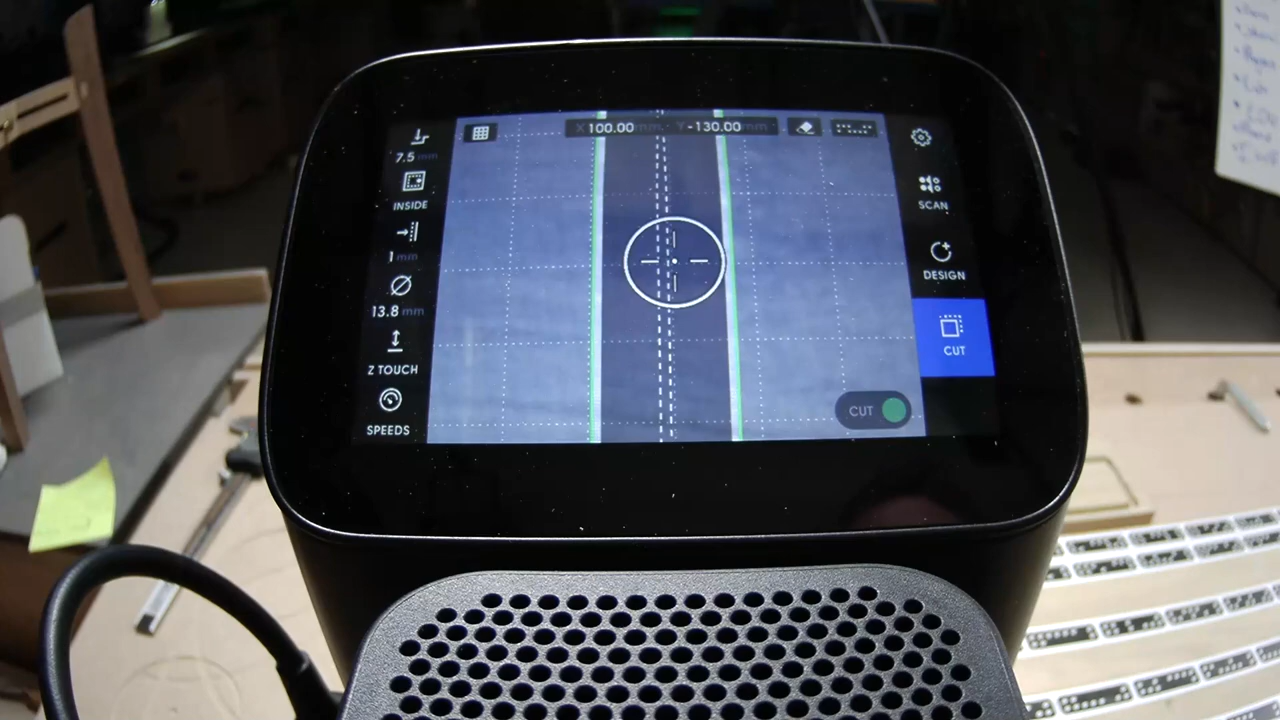 X 100.00 mm Y -130.00 mm
7.5 mm
INSIDE
1 mm
13.8 mm
Z TOUCH
SPEEDS
SCAN
DESIGN
CUT
CUT